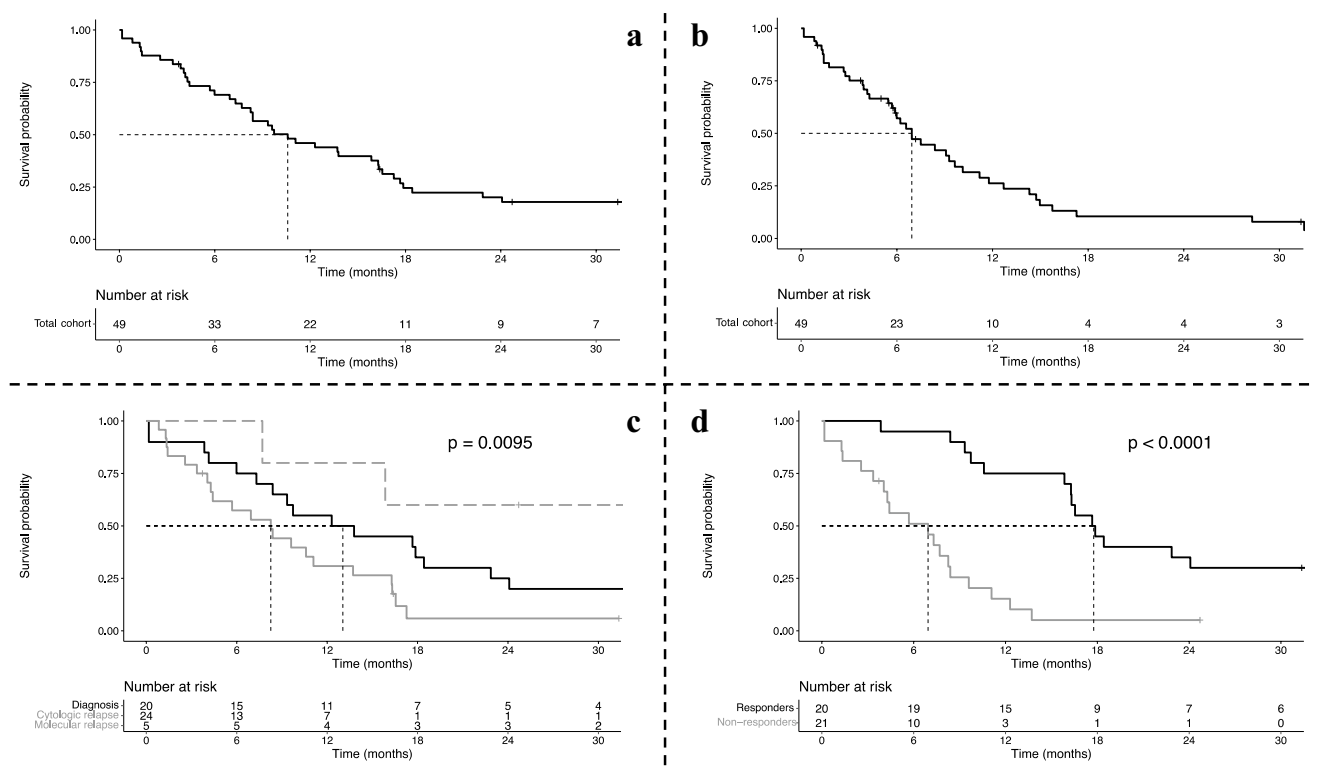 a
1.00
0.75
0.50
0.25
0.00
Survival probability
0 6 12 18 24 30
Time (months)
Number at risk
Total cohort 49 33 22 11 9 7
0 6 12 18 24 30
Time (months)
b
1.00
0.75
0.50
0.25
0.00
Survival probability
0 6 12 18 24 30
Time (months)
Number at risk
Total cohort 49 23 10 4 4 3
0 6 12 18 24 30
Time (months)
c
p = 0.0095
1.00
0.75
0.50
0.25
0.00
Survival probability
0 6 12 18 24 30
Time (months)
Number at risk
Diagnosis 20 15 11 7 5 4
Cytologic relapse 24 13 7 1 1 1
Molecular relapse 5 5 4 3 3 2
0 6 12 18 24 30
Time (months)
d
p < 0.0001
1.00
0.75
0.50
0.25
0.00
Survival probability
0 6 12 18 24 30
Time (months)
Number at risk
Responders 20 19 15 9 7 6
Non-responders 21 10 3 1 1 0
0 6 12 18 24 30
Time (months)